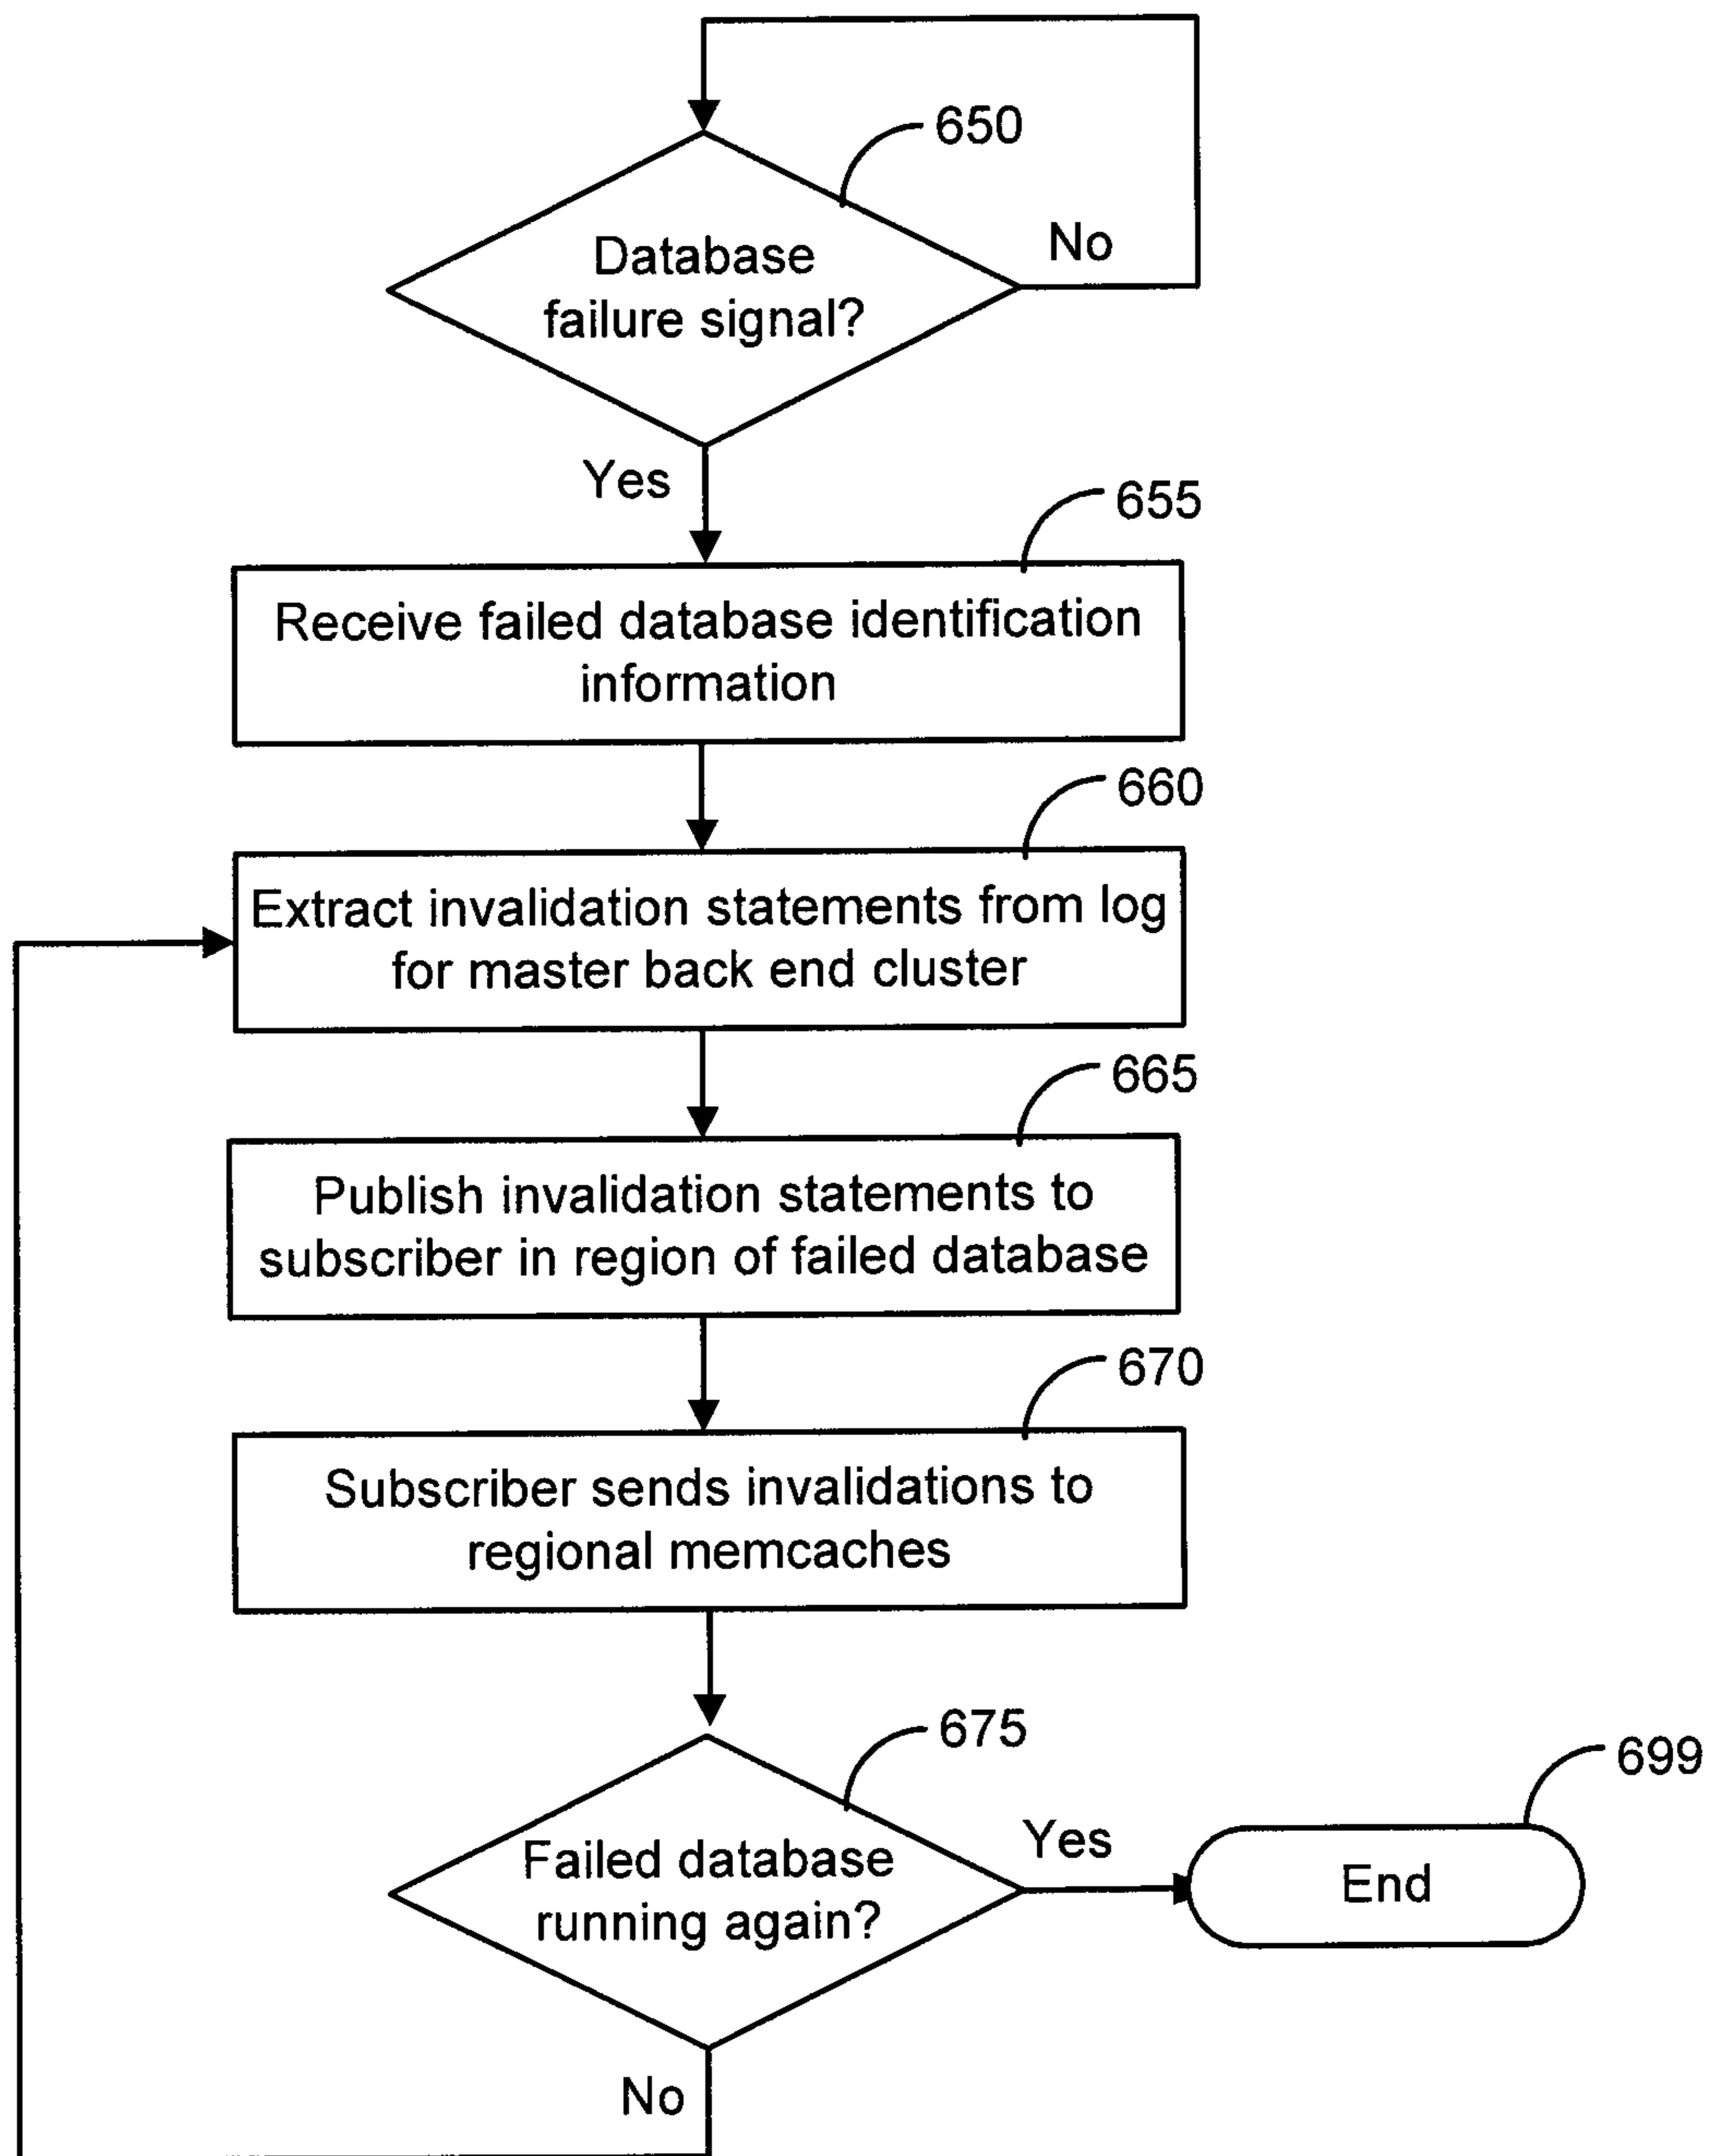 650
Database
failure signal?
No
Yes
655
Receive failed database identification
information
660
Extract invalidation statements from log
for master back end cluster
665
Publish invalidation statements to
subscriber in region of failed database
670
Subscriber sends invalidations to
regional memcaches
675
Failed database
running again?
Yes
699
End
No